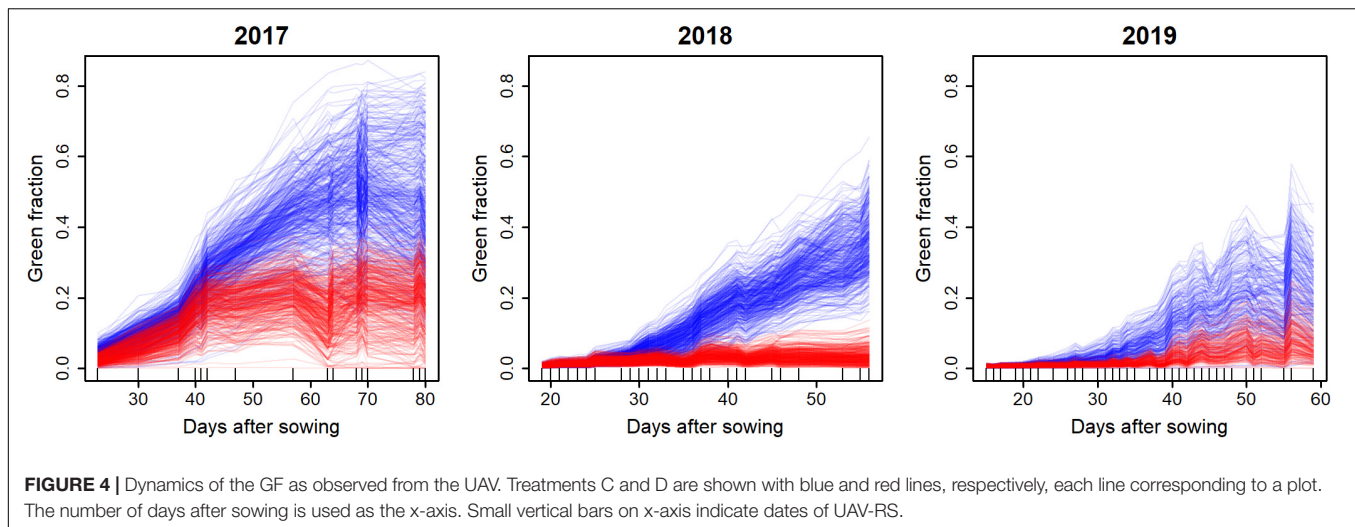 2017
2018
2019
Green fraction
0.0 0.2 0.4 0.6 0.8
30 40 50 60 70 80
Days after sowing
Green fraction
0.0 0.2 0.4 0.6 0.8
20 30 40 50
Days after sowing
Green fraction
0.0 0.2 0.4 0.6 0.8
20 30 40 50 60
Days after sowing
FIGURE 4 | Dynamics of the GF as observed from the UAV. Treatments C and D are shown with blue and red lines, respectively, each line corresponding to a plot.
The number of days after sowing is used as the x-axis. Small vertical bars on x-axis indicate dates of UAV-RS.